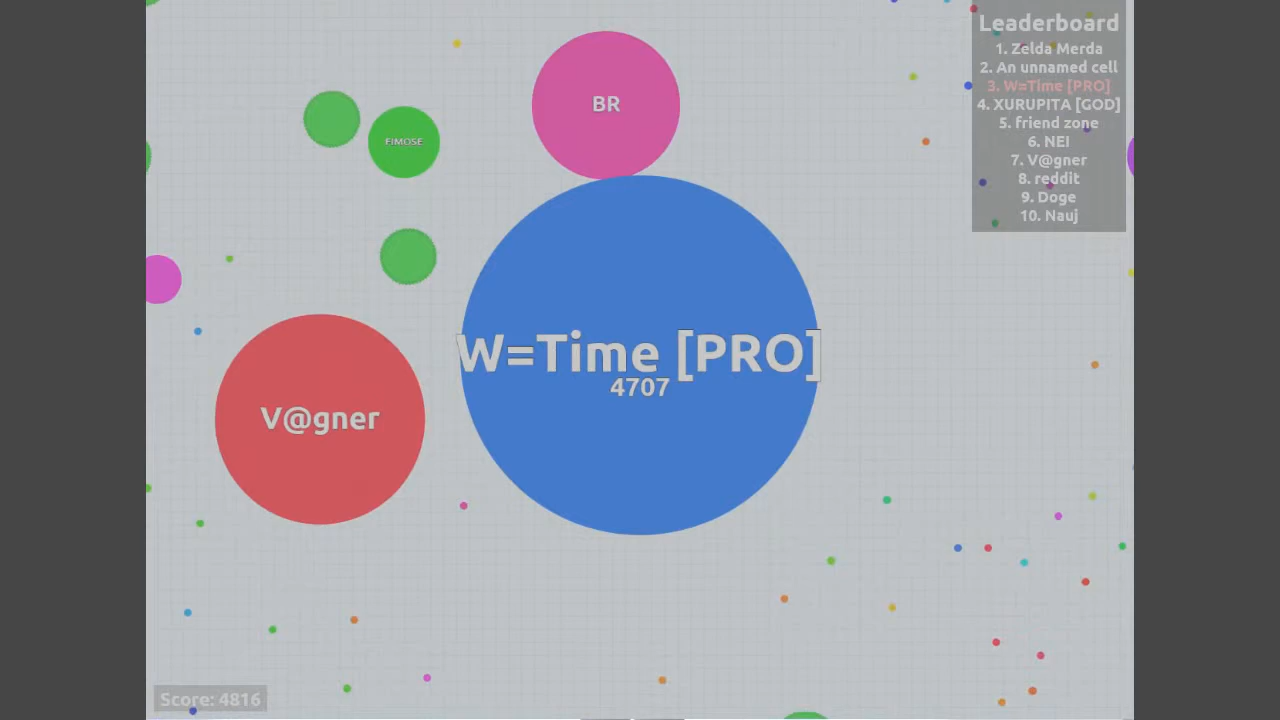 Leaderboard
1. Zelda Merda
2. An unnamed cell
3. W=Time [PRO]
4. XURUPITA [GOD]
5. friend zone
6. NEI
7. V@gner
8. reddit
9. Doge
10. Nauj
BR
FIMOSE
W=Time [PRO]
4707
V@gner
Score: 4816